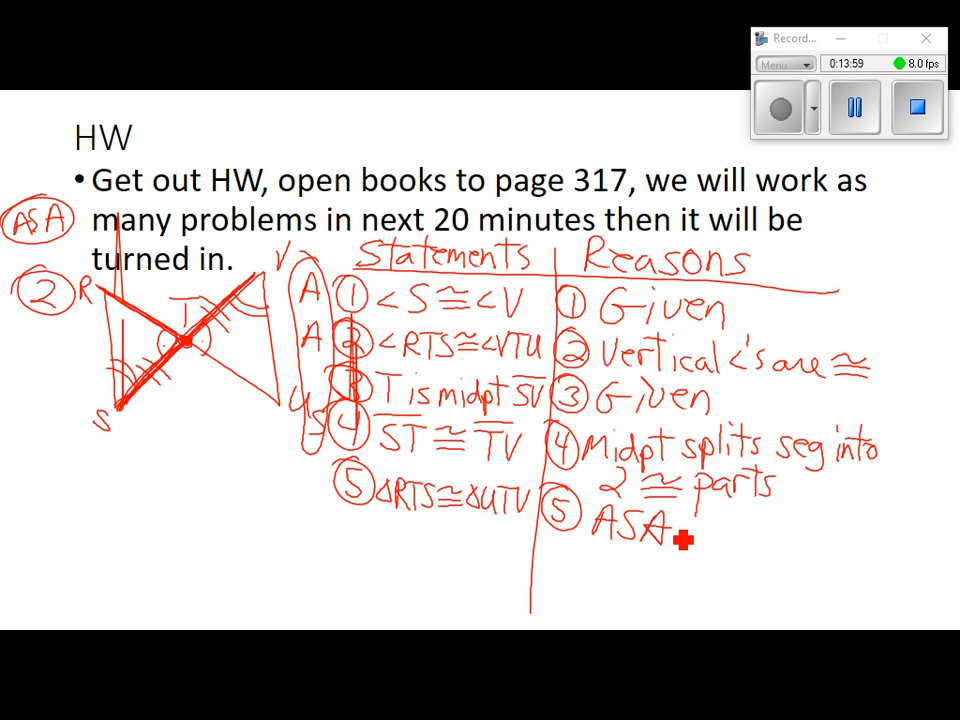 Record...
Menu
0:13:59
8.0 fps
HW
• Get out HW, open books to page 317, we will work as
many problems in next 20 minutes then it will be
turned in.
ASA
2
R
V
T
S
U
Statements
Reasons
A ① <S ≅ <V
① Given
A ② <RTS ≅ <VTU
② Vertical <'s are ≅
③ T is midpt SV
③ Given
S ④ ST ≅ TV
④ Midpt splits seg into
2 ≅ parts
⑤ △RTS ≅ △UTV
⑤ ASA